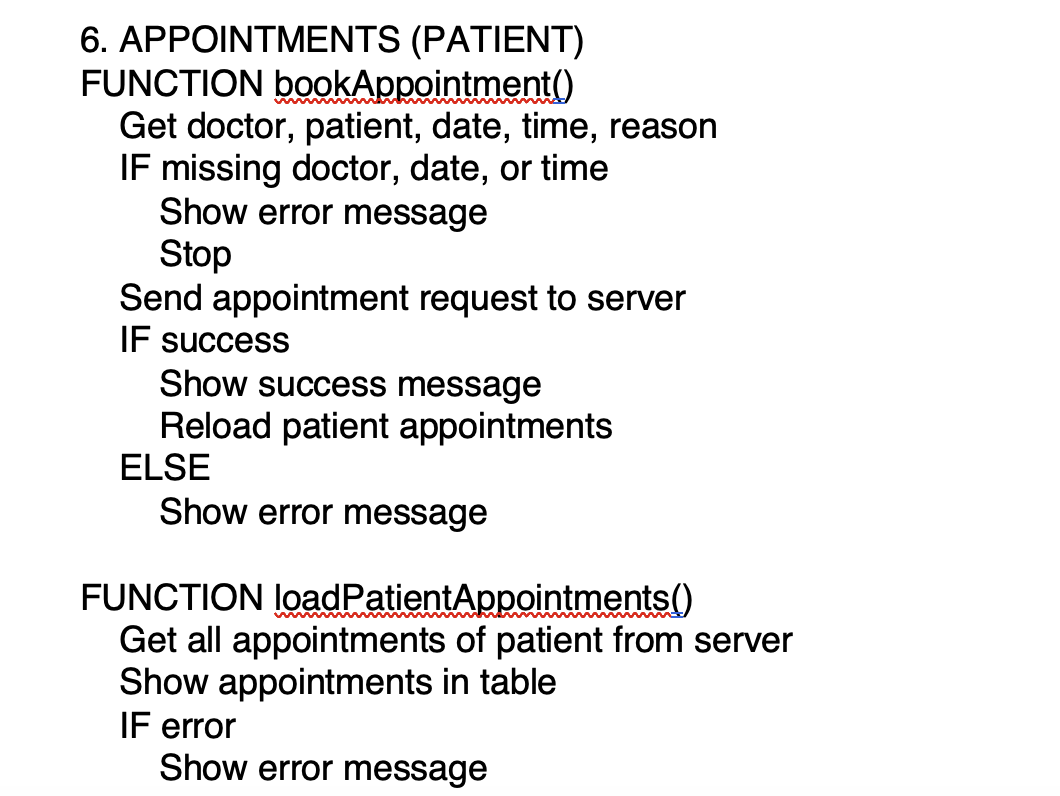 6. APPOINTMENTS (PATIENT)
FUNCTION bookAppointment()
Get doctor, patient, date, time, reason
IF missing doctor, date, or time
Show error message
Stop
Send appointment request to server
IF success
Show success message
Reload patient appointments
ELSE
Show error message
FUNCTION loadPatientAppointments()
Get all appointments of patient from server
Show appointments in table
IF error
Show error message